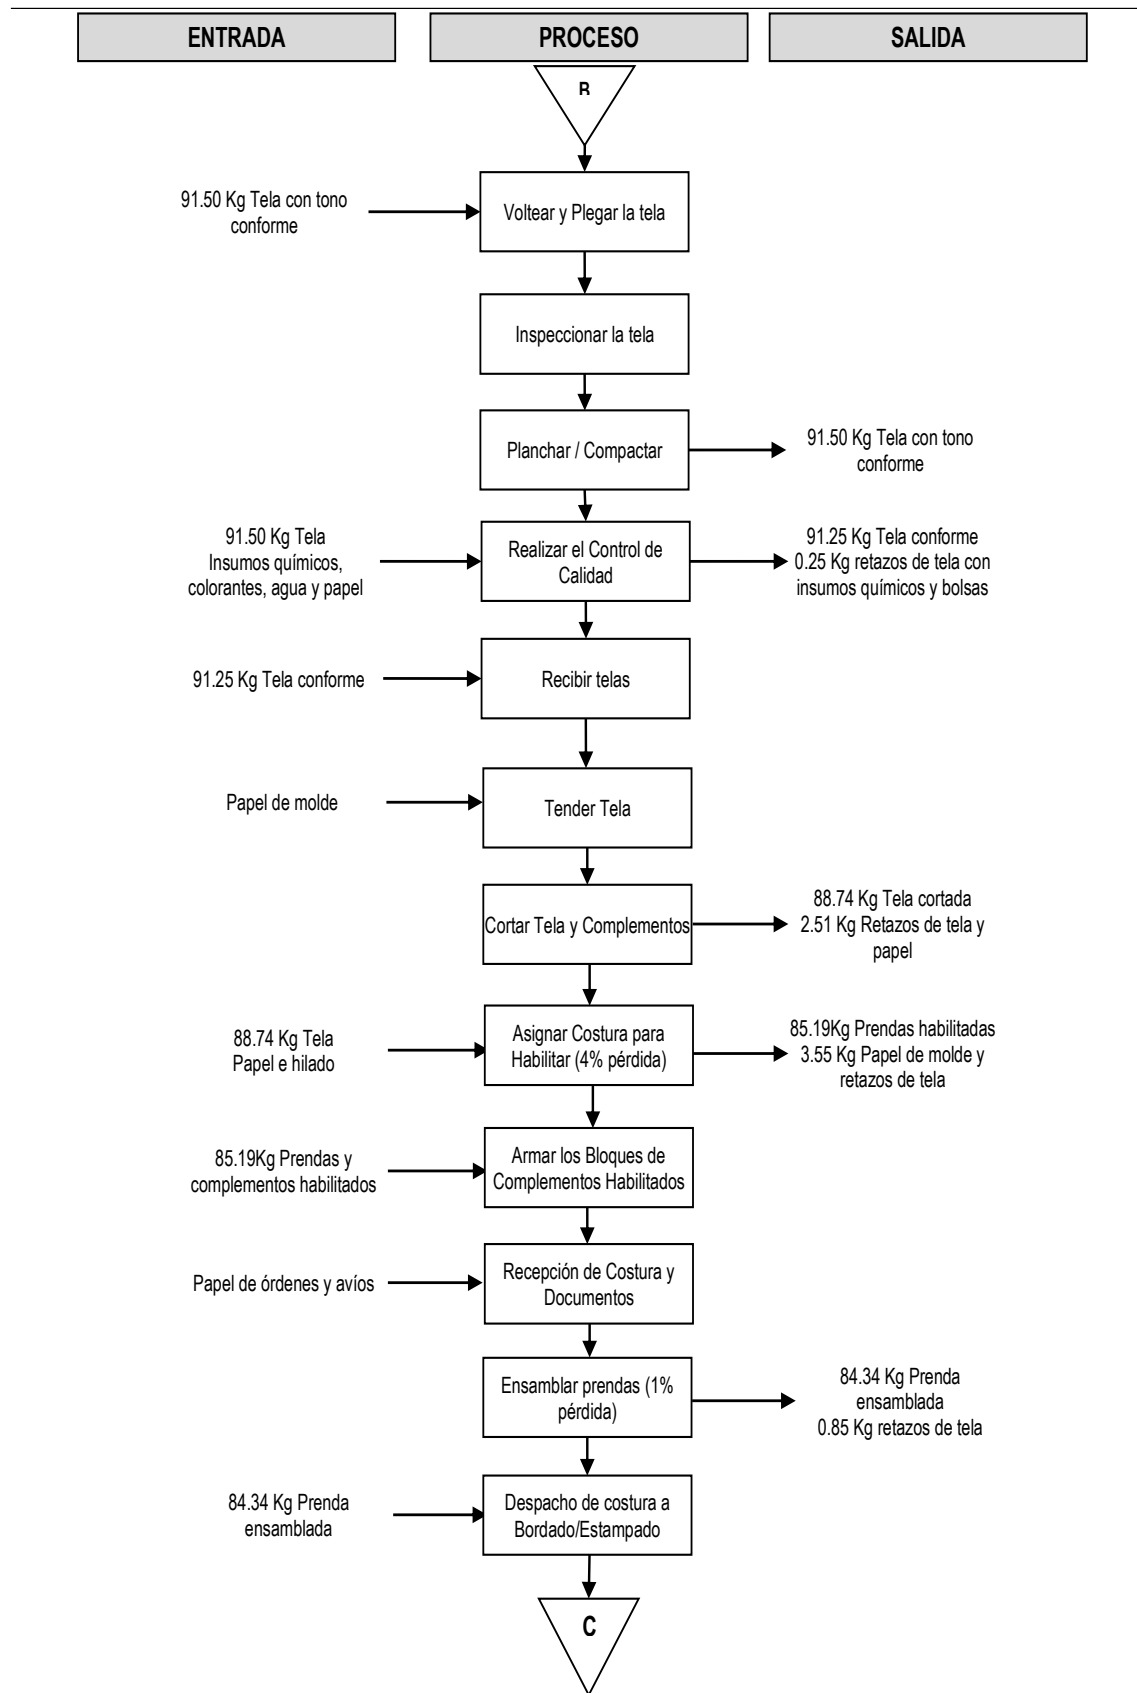 ENTRADA
PROCESO
SALIDA
B
91.50 Kg Tela con tono
conforme
Voltear y Plegar la tela
Inspeccionar la tela
Planchar / Compactar
91.50 Kg Tela con tono
conforme
91.50 Kg Tela
Insumos químicos,
colorantes, agua y papel
Realizar el Control de
Calidad
91.25 Kg Tela conforme
0.25 Kg retazos de tela con
insumos químicos y bolsas
91.25 Kg Tela conforme
Recibir telas
Papel de molde
Tender Tela
Cortar Tela y Complementos
88.74 Kg Tela cortada
2.51 Kg Retazos de tela y
papel
88.74 Kg Tela
Papel e hilado
Asignar Costura para
Habilitar (4% pérdida)
85.19Kg Prendas habilitadas
3.55 Kg Papel de molde y
retazos de tela
85.19Kg Prendas y
complementos habilitados
Armar los Bloques de
Complementos Habilitados
Papel de órdenes y avíos
Recepción de Costura y
Documentos
Ensamblar prendas (1%
pérdida)
84.34 Kg Prenda
ensamblada
0.85 Kg retazos de tela
84.34 Kg Prenda
ensamblada
Despacho de costura a
Bordado/Estampado
C